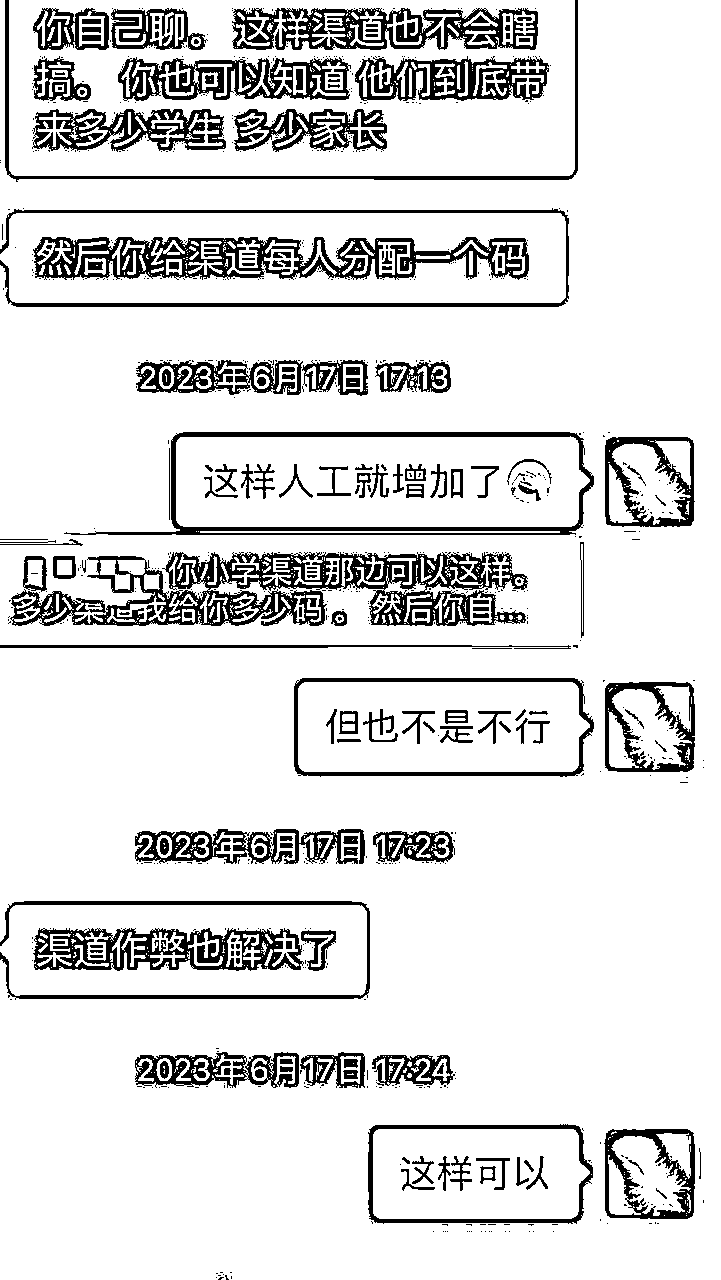 你自己聊。 这样渠道也不会瞎
搞。 你也可以知道 他们到底带
来多少学生 多少家长
然后你给渠道每人分配一个码
2023年6月17日 17:13
这样人工就增加了
你小学渠道那边可以这样。
多少渠道我给你多少码 。 然后你自...
但也不是不行
2023年6月17日 17:23
渠道作弊也解决了
2023年6月17日 17:24
这样可以